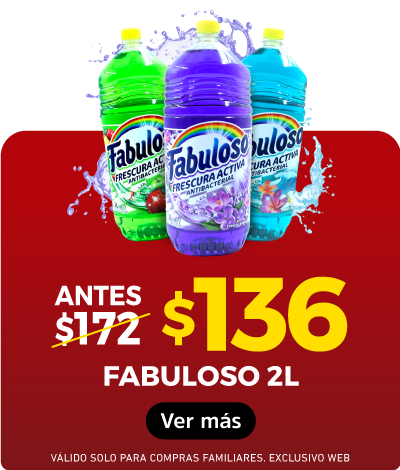 Fabuloso
FRESCURA ACTIVA
ANTIBACTERIAL
Fabuloso
FRESCURA ACTIVA
ANTIBACTERIAL
Fabuloso
FRESCURA ACTIVA
ANTIBACTERIAL
ANTES
$172
$136
FABULOSO 2L
Ver más
VÁLIDO SOLO PARA COMPRAS FAMILIARES. EXCLUSIVO WEB